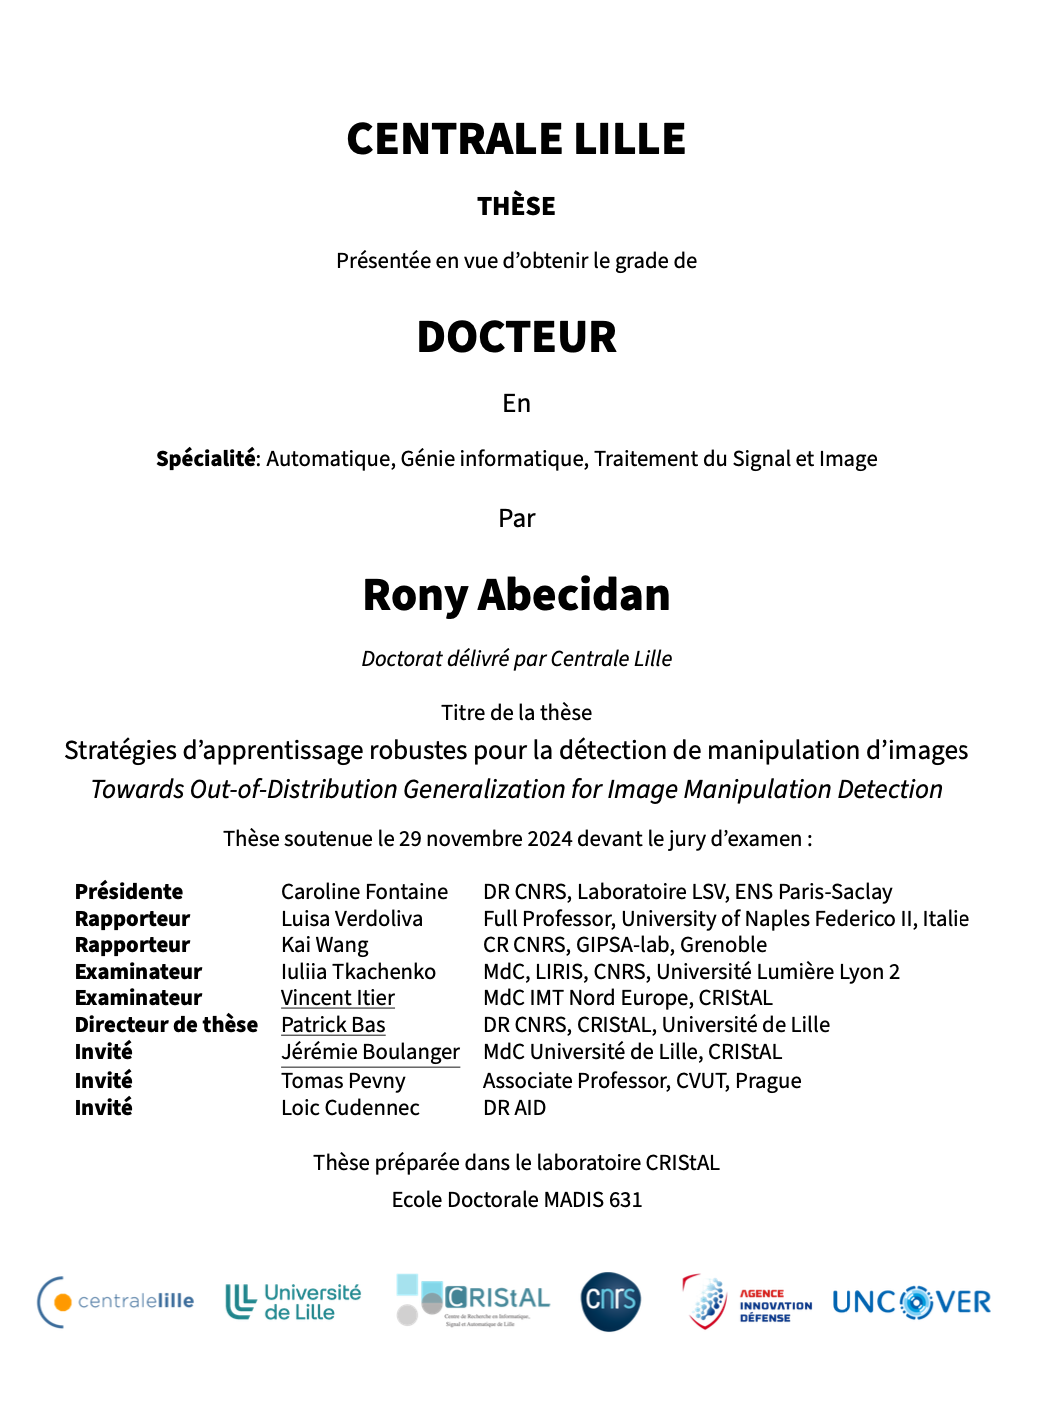 CENTRALE LILLE
THÈSE
Présentée en vue d’obtenir le grade de
DOCTEUR
En
Spécialité: Automatique, Génie informatique, Traitement du Signal et Image
Par
Rony Abecidan
Doctorat délivré par Centrale Lille
Titre de la thèse
Stratégies d’apprentissage robustes pour la détection de manipulation d’images
Towards Out-of-Distribution Generalization for Image Manipulation Detection
Thèse soutenue le 29 novembre 2024 devant le jury d’examen :
Présidente Caroline Fontaine DR CNRS, Laboratoire LSV, ENS Paris-Saclay
Rapporteur Luisa Verdoliva Full Professor, University of Naples Federico II, Italie
Rapporteur Kai Wang CR CNRS, GIPSA-lab, Grenoble
Examinateur Iuliia Tkachenko MdC, LIRIS, CNRS, Université Lumière Lyon 2
Examinateur Vincent Itier MdC IMT Nord Europe, CRIStAL
Directeur de thèse Patrick Bas DR CNRS, CRIStAL, Université de Lille
Invité Jérémie Boulanger MdC Université de Lille, CRIStAL
Invité Tomas Pevny Associate Professor, CVUT, Prague
Invité Loic Cudennec DR AID
Thèse préparée dans le laboratoire CRIStAL
Ecole Doctorale MADIS 631
centralelille
Université
de Lille
CRIStAL
Centre de Recherche en Informatique,
Signal et Automatique de Lille
cnrs
AGENCE
INNOVATION
DÉFENSE
UNCOVER